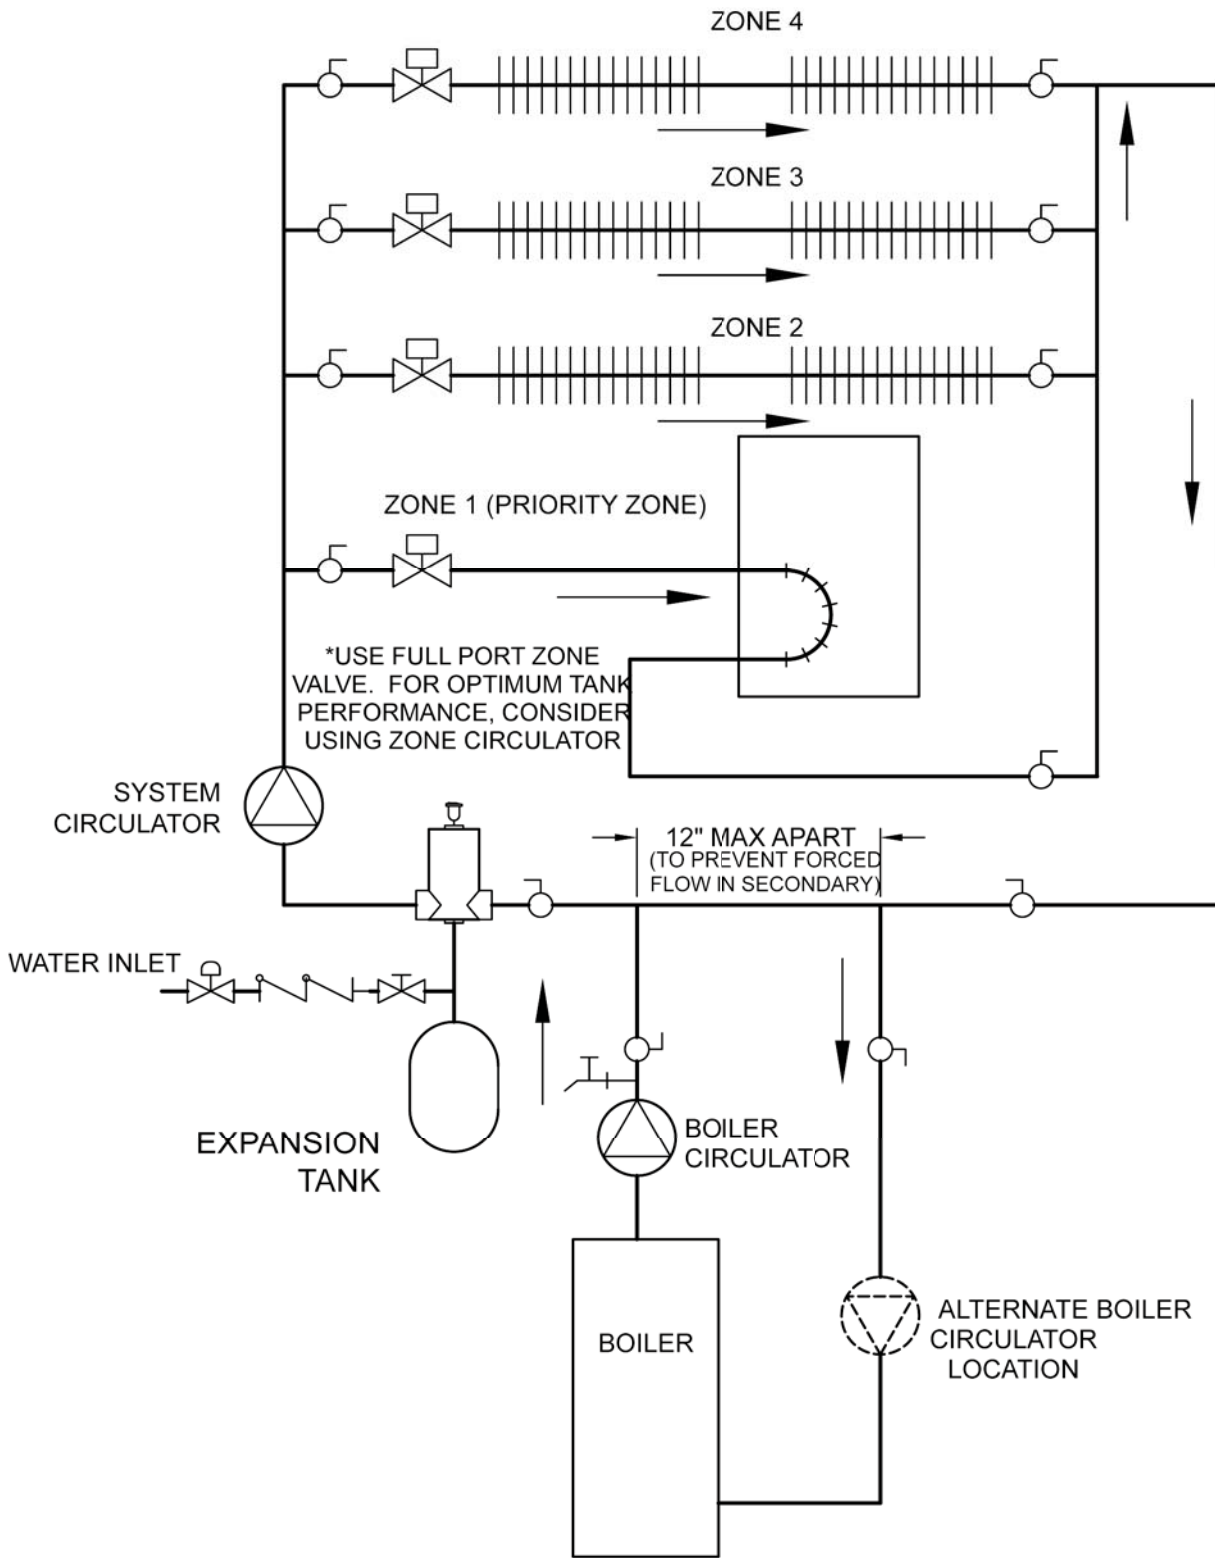 ZONE 4
ZONE 3
ZONE 2
ZONE 1 (PRIORITY ZONE)
*USE FULL PORT ZONE
VALVE. FOR OPTIMUM TANK
PERFORMANCE, CONSIDER
USING ZONE CIRCULATOR
SYSTEM
CIRCULATOR
12" MAX APART
(TO PREVENT FORCED
FLOW IN SECONDARY)
WATER INLET
EXPANSION
TANK
BOILER
CIRCULATOR
BOILER
ALTERNATE BOILER
CIRCULATOR
LOCATION